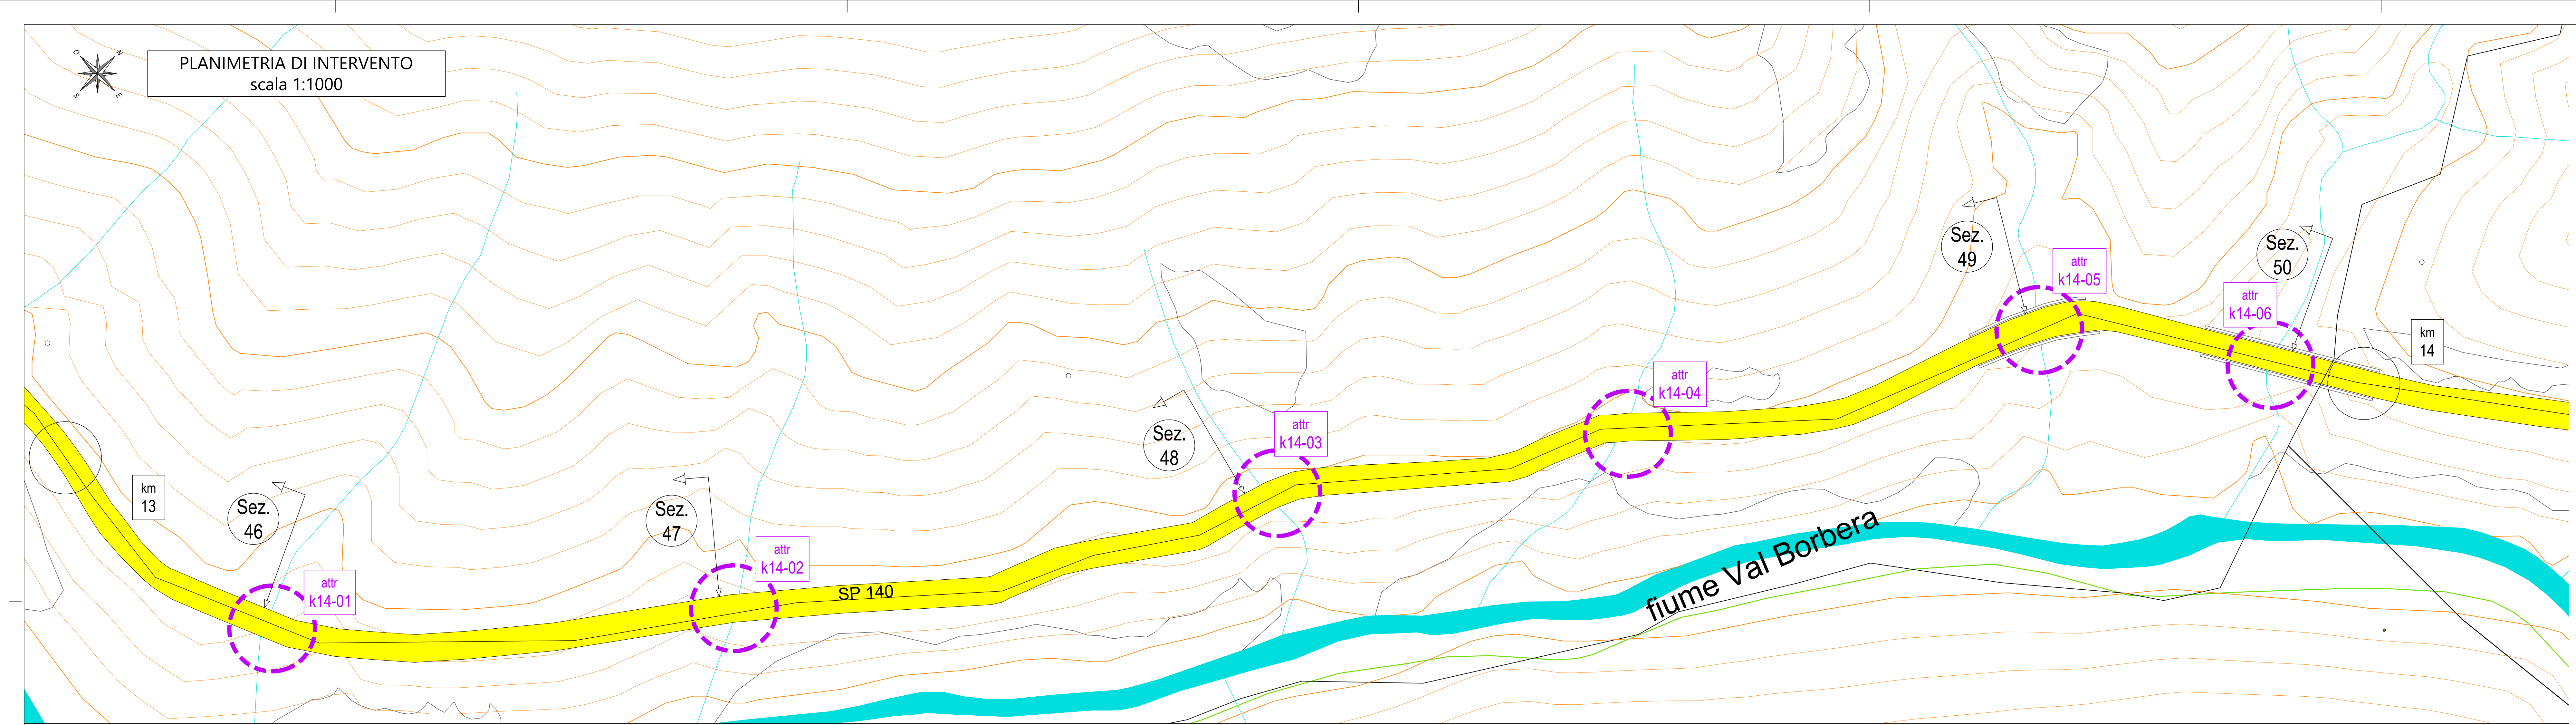 O
N
S
E
PLANIMETRIA DI INTERVENTO
scala 1:1000
km
13
Sez.
46
attr
k14-01
Sez.
47
attr
k14-02
SP 140
Sez.
48
attr
k14-03
attr
k14-04
fiume Val Borbera
Sez.
49
attr
k14-05
Sez.
50
attr
k14-06
km
14